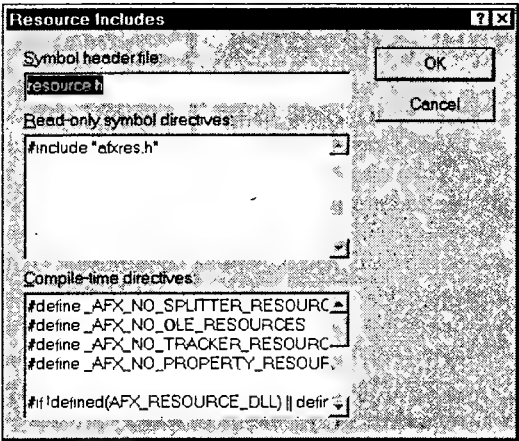 Resource Includes
Symbol header file:
OK
resource.h
Cancel
Read-only symbol directives:
#include "afxres.h"
Compile-time directives:
#define _AFX_NO_SPLITTER_RESOURC
#define _AFX_NO_OLE_RESOURCES
#define _AFX_NO_TRACKER_RESOURC
#define _AFX_NO_PROPERTY_RESOUR
#if !defined(AFX_RESOURCE_DLL) || defin